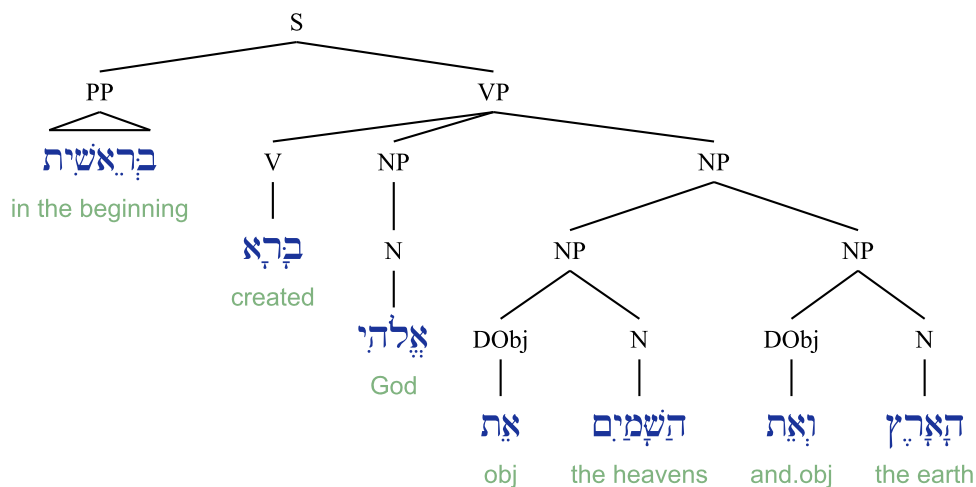 S
PP VP
בְּרֵאשִׁית V NP NP
in the beginning
בָּרָא N NP NP
created
אֱלֹהִי DObj N DObj N
God
אֵת הַשָּׁמַיִם וְאֵת הָאָרֶץ
obj the heavens and.obj the earth